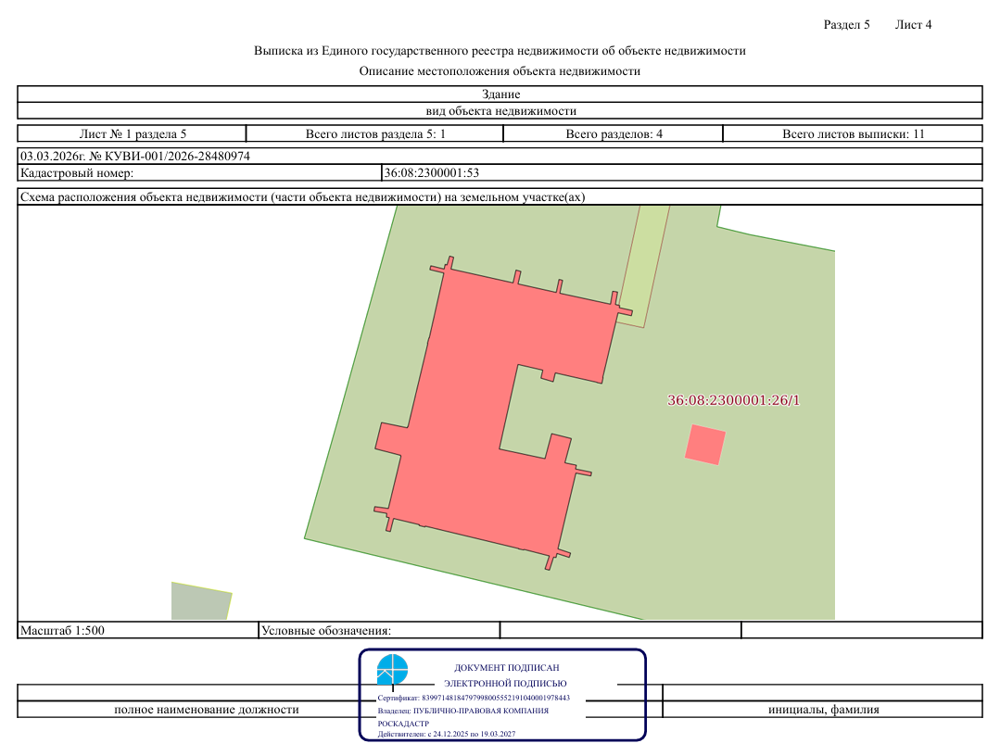 Раздел 5 Лист 4
Выписка из Единого государственного реестра недвижимости об объекте недвижимости
Описание местоположения объекта недвижимости
Здание
вид объекта недвижимости
Лист № 1 раздела 5 Всего листов раздела 5: 1 Всего разделов: 4 Всего листов выписки: 11
03.03.2026г. № КУВИ-001/2026-28480974
Кадастровый номер: 36:08:2300001:53
Схема расположения объекта недвижимости (части объекта недвижимости) на земельном участке(ах)
36:08:2300001:26/1
Масштаб 1:500 Условные обозначения:
ДОКУМЕНТ ПОДПИСАН
ЭЛЕКТРОННОЙ ПОДПИСЬЮ
Сертификат: 83997148184797998005552191040001978443
Владелец: ПУБЛИЧНО-ПРАВОВАЯ КОМПАНИЯ
РОСКАДАСТР
Действителен: с 24.12.2025 по 19.03.2027
полное наименование должности инициалы, фамилия